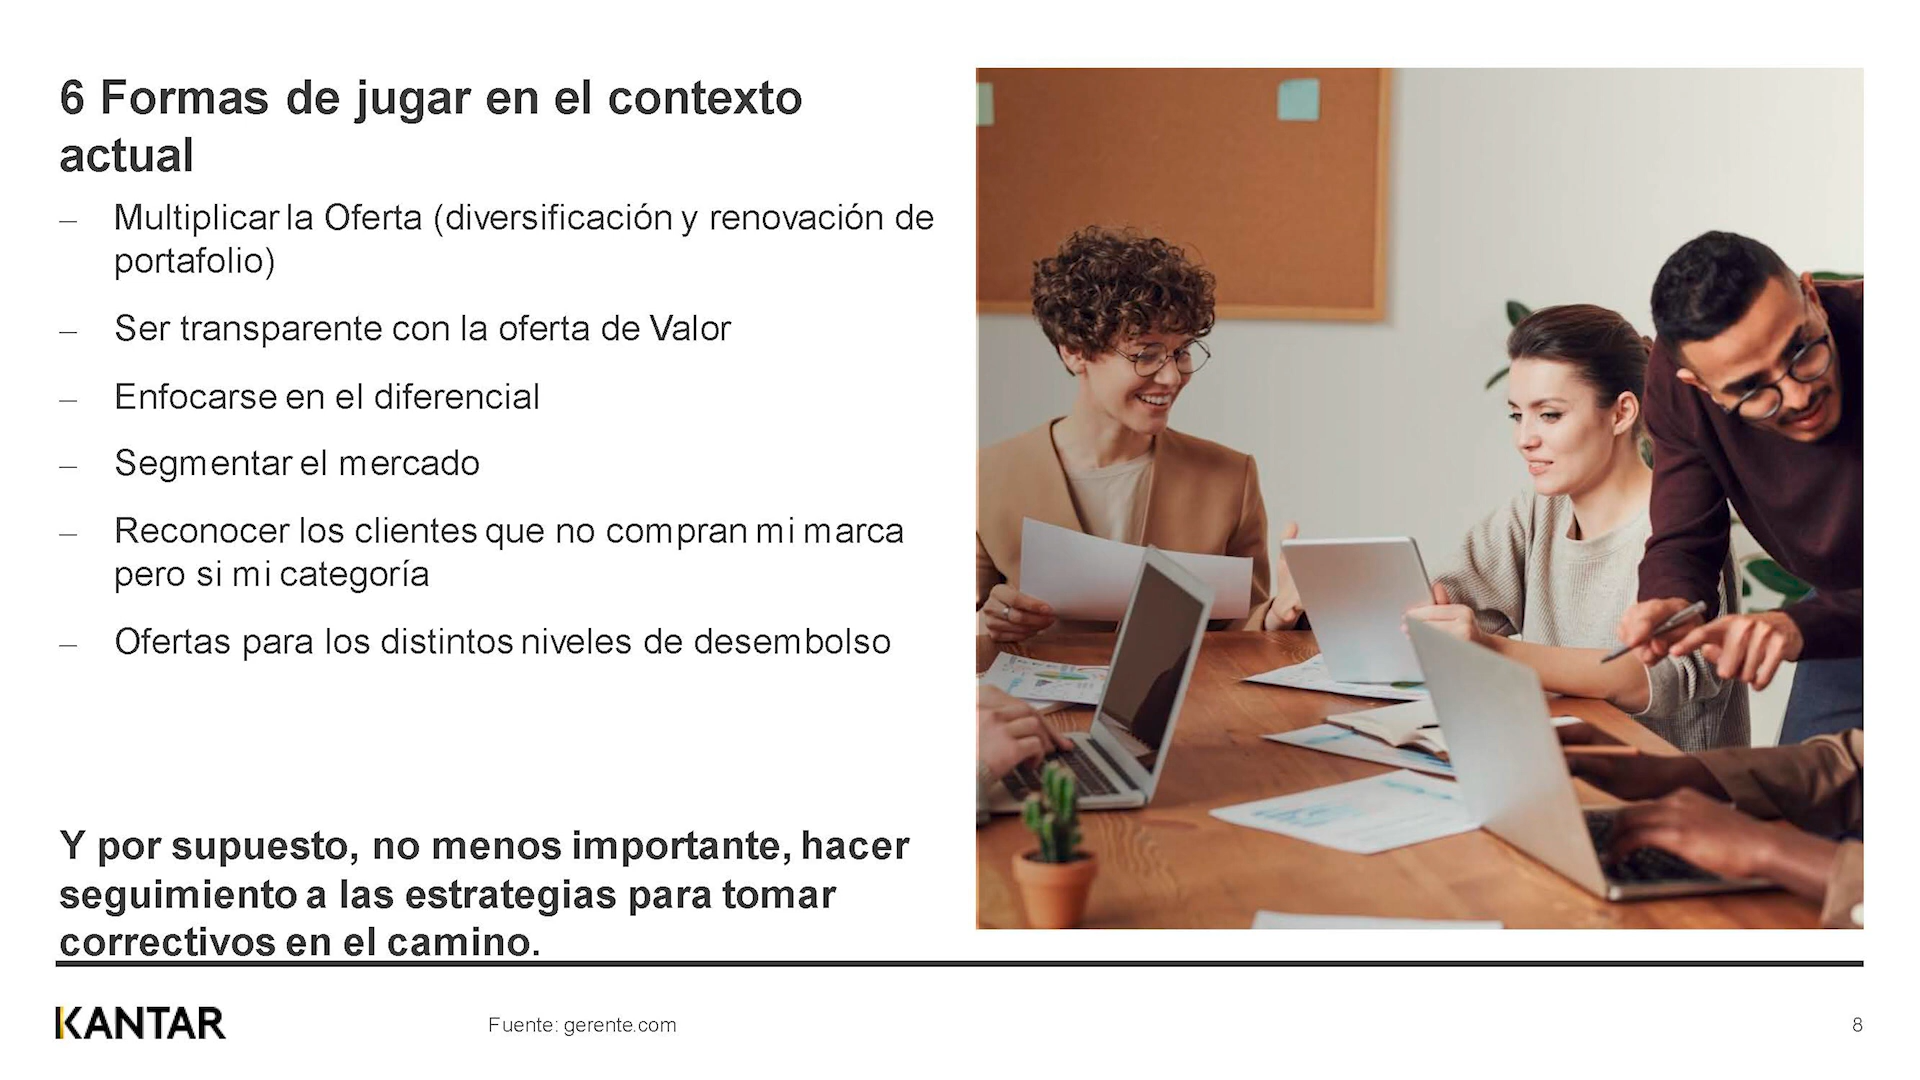 6 Formas de jugar en el contexto
actual
– Multiplicar la Oferta (diversificación y renovación de
portafolio)
– Ser transparente con la oferta de Valor
– Enfocarse en el diferencial
– Segmentar el mercado
– Reconocer los clientes que no compran mi marca
pero si mi categoría
– Ofertas para los distintos niveles de desembolso
Y por supuesto, no menos importante, hacer
seguimiento a las estrategias para tomar
correctivos en el camino.
KANTAR
Fuente: gerente.com
8